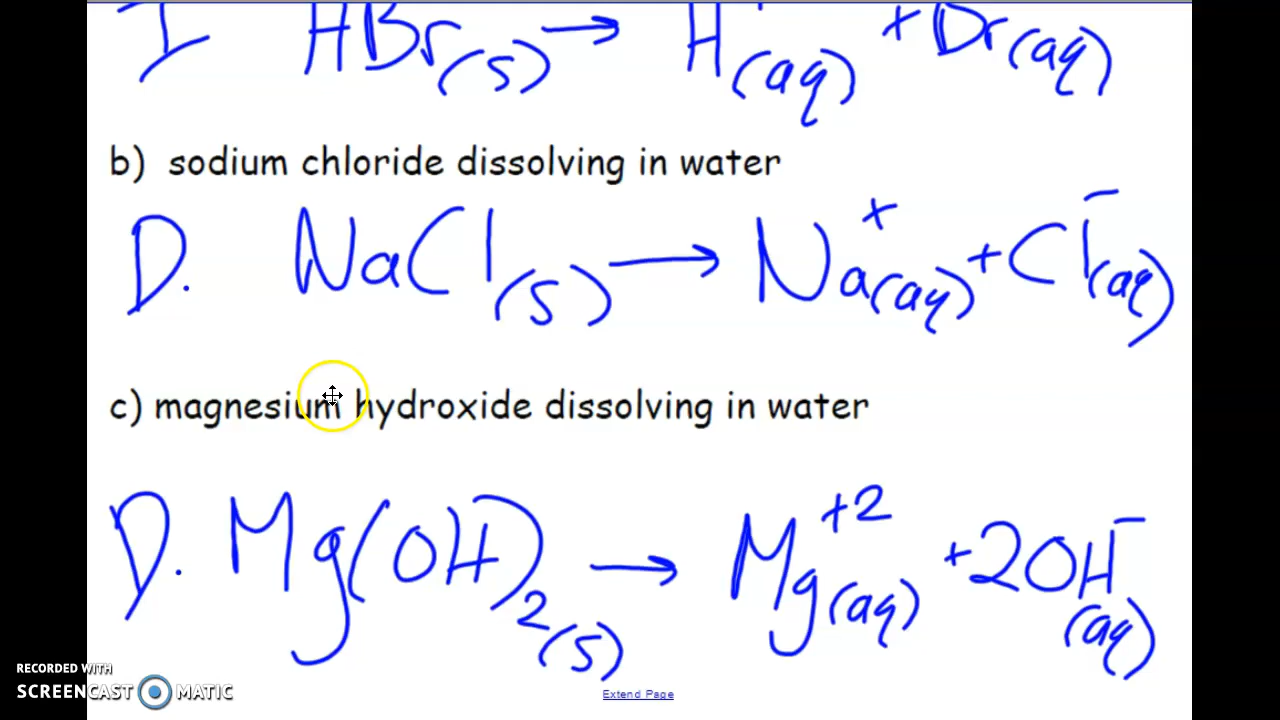 I HBr(s) → H⁺(aq) + Br(aq)
b) sodium chloride dissolving in water
D. NaCl(s) → Na⁺(aq) + Cl⁻(aq)
c) magnesium hydroxide dissolving in water
D. Mg(OH)₂(s) → Mg⁺²(aq) + 2OH⁻(aq)
RECORDED WITH
SCREENCAST MATIC
Extend Page